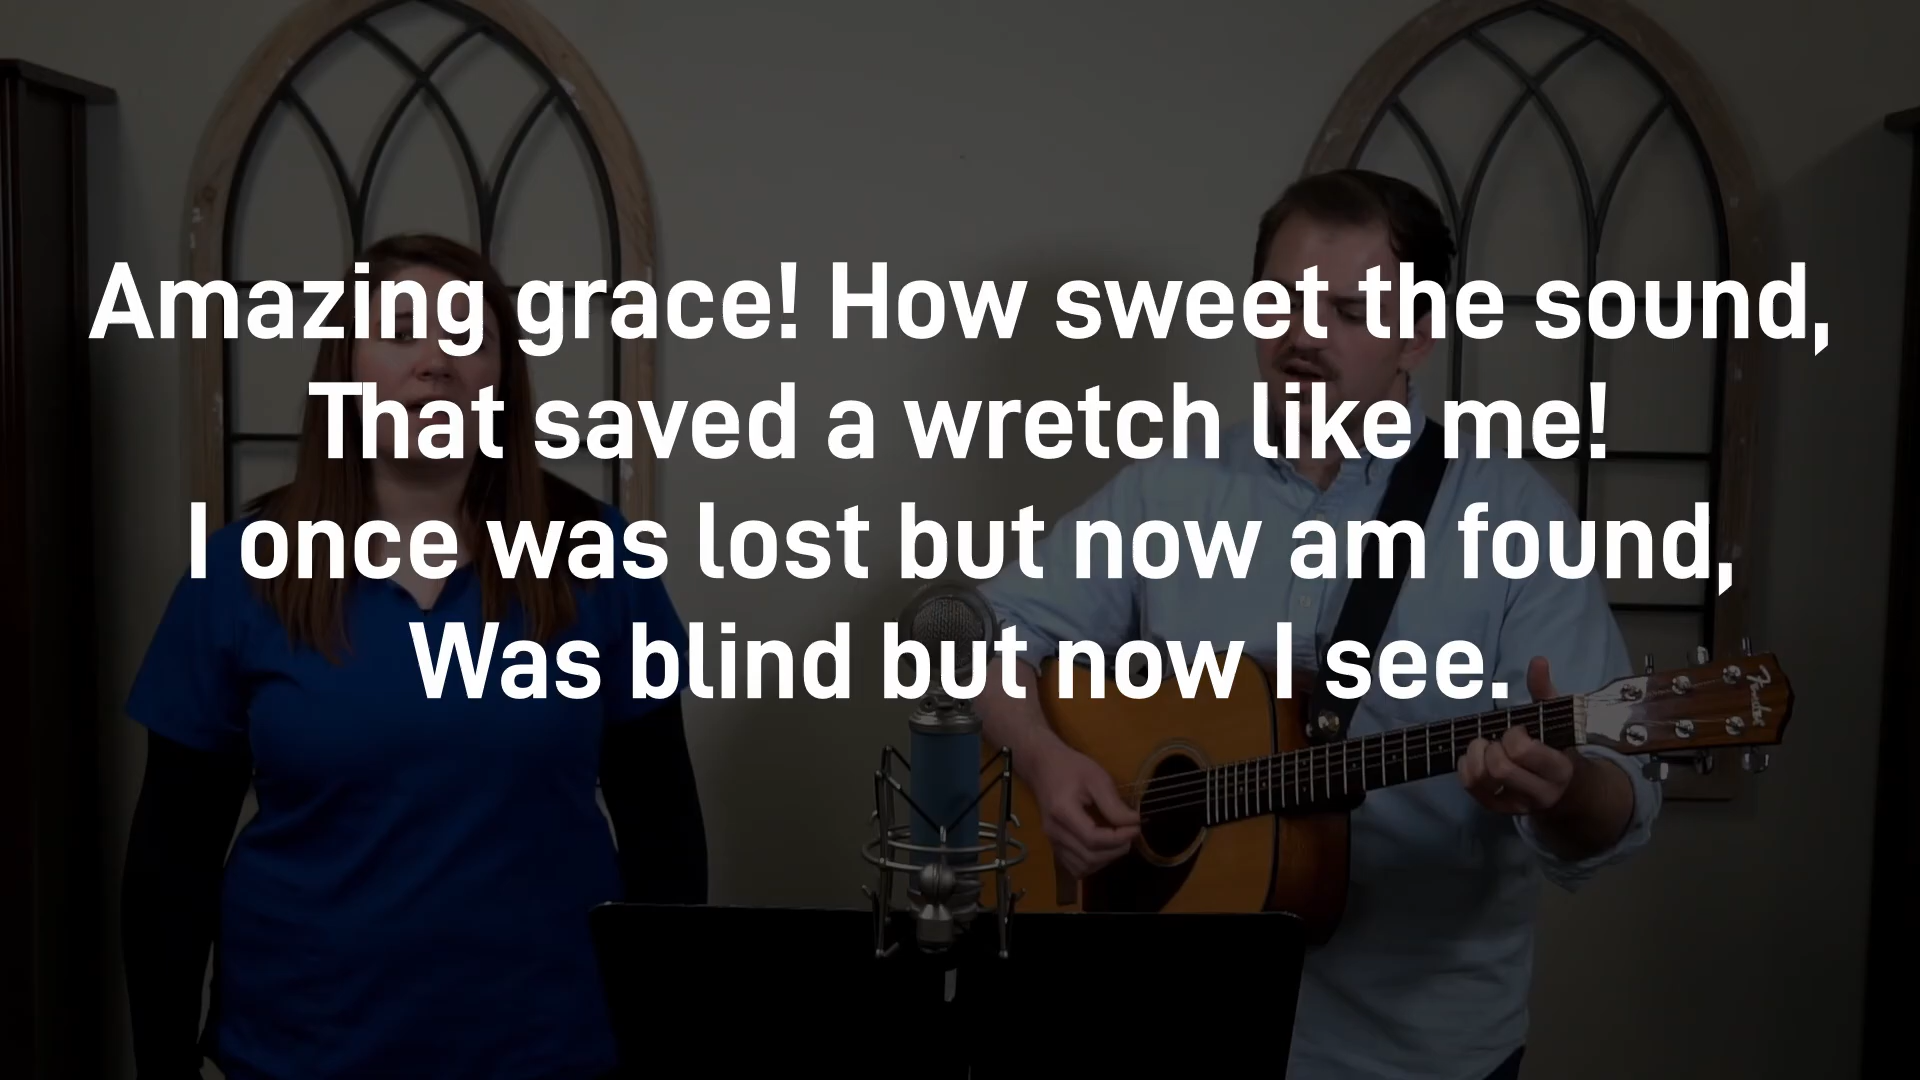 Amazing grace! How sweet the sound,
That saved a wretch like me!
I once was lost but now am found,
Was blind but now I see.
Fender